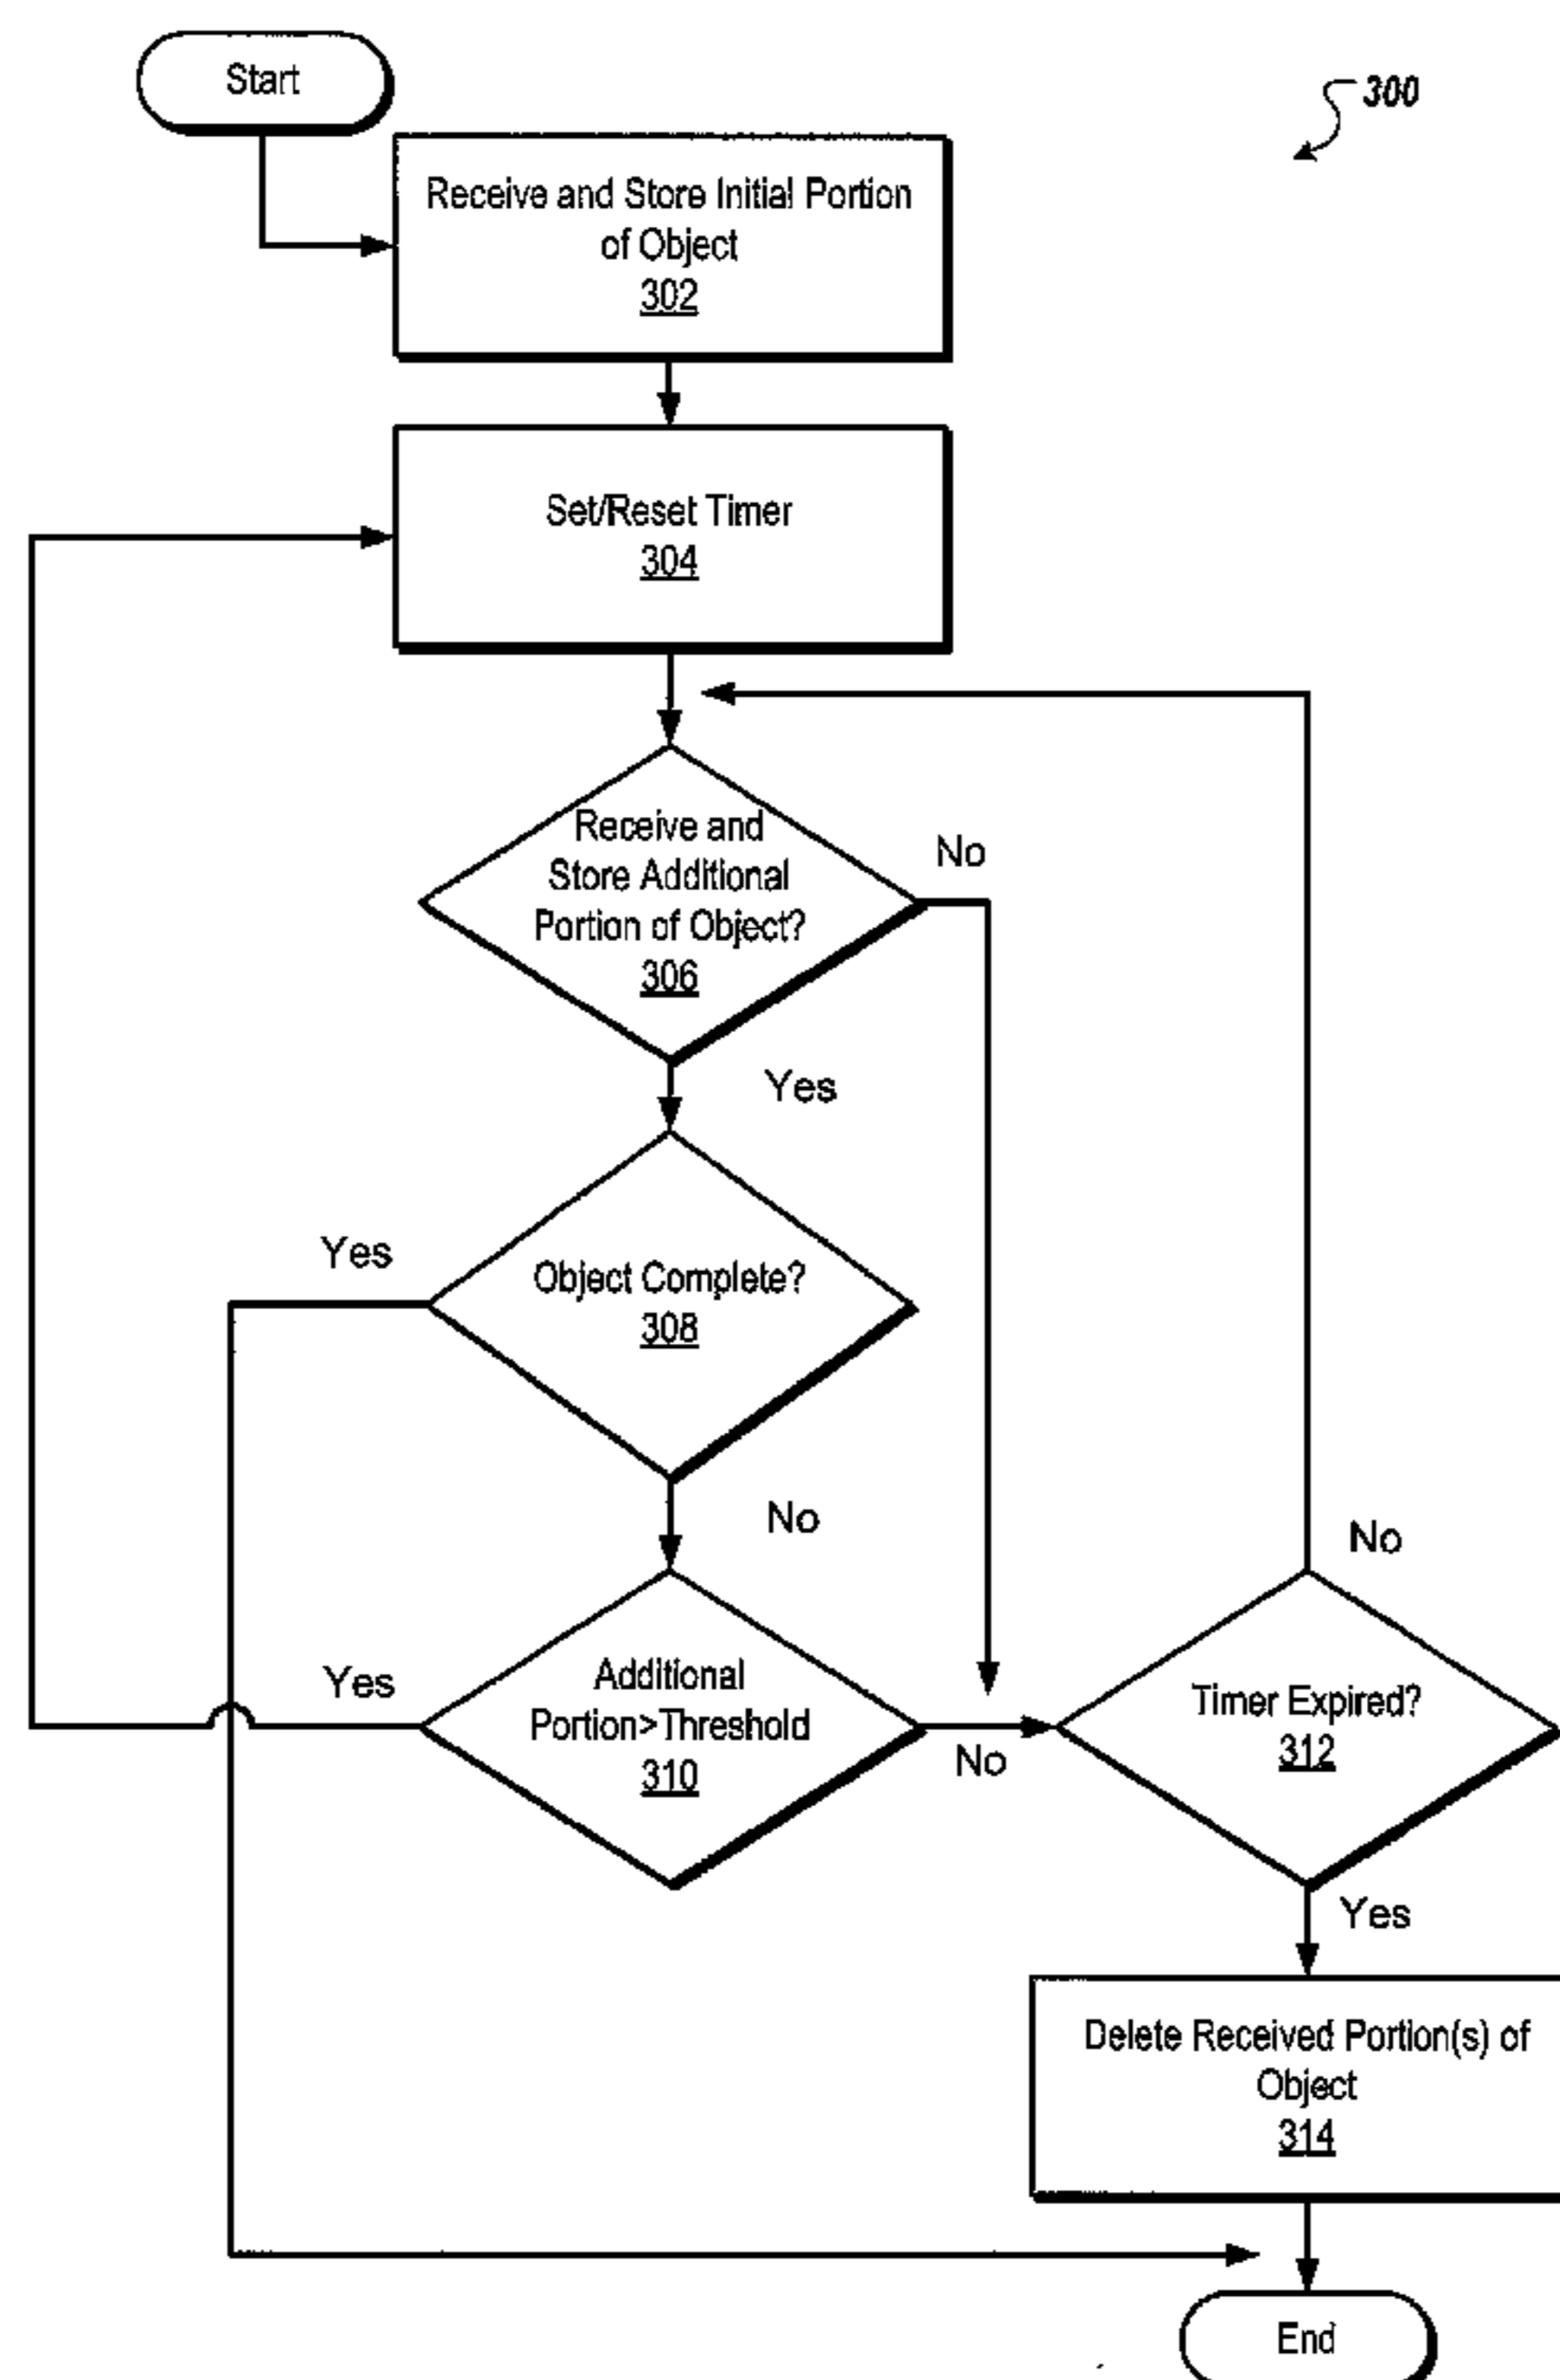 Start
300
Receive and Store Initial Portion
of Object
302
Set/Reset Timer
304
Receive and
Store Additional
Portion of Object?
306
No
Yes
Object Complete?
308
Yes
No
Additional
Portion>Threshold
310
Yes
No
Timer Expired?
312
No
Yes
Delete Received Portion(s) of
Object
314
End